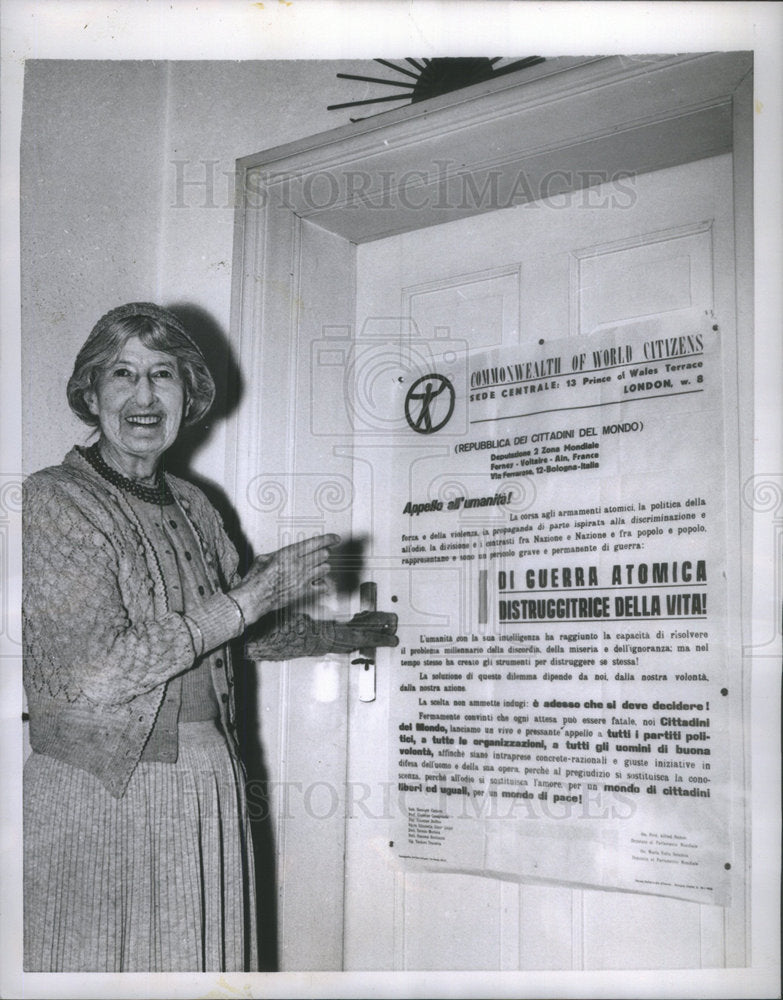 HISTORICIMAGES
COMMONWEALTH OF WORLD CITIZENS
SEDE CENTRALE: 13 Prince of Wales Terrace
LONDON, w. 8
(REPUBBLICA DEI CITTADINI DEL MONDO)
Deputazione 2 Zona Mondiale
Ferney - Voltaire - Ain, France
Via Ferrarese, 12-Bologna-Italia
Appello all'umanità!
La corsa agli armamenti atomici, la politica della
forza e della violenza, la propaganda di parte ispirata alla discriminazione e
all'odio, la divisione e i contrasti fra Nazione e Nazione e fra popolo e popolo,
rappresentano e sono un pericolo grave e permanente di guerra:
DI GUERRA ATOMICA
DISTRUGGITRICE DELLA VITA!
L'umanità con la sua intelligenza ha raggiunto la capacità di risolvere
il problema millennario della discordia, della miseria e dell'ignoranza; ma nel
tempo stesso ha creato gli strumenti per distruggere se stessa!
La soluzione di questo dilemma dipende da noi, dalla nostra volontà,
dalla nostra azione.
La scelta non ammette indugi: è adesso che si deve decidere!
Fermamente convinti che ogni attesa può essere fatale, noi Cittadini
del Mondo, lanciamo un vivo e pressante appello a tutti i partiti poli-
tici, a tutte le organizzazioni, a tutti gli uomini di buona
volontà, affinchè siano intraprese concrete-razionali e giuste iniziative in
difesa dell'uomo e della sua opera, perchè al pregiudizio si sostituisca la cono-
scenza, perchè all'odio si sostituisca l'amore, per un mondo di cittadini
liberi ed uguali, per un mondo di pace!
HISTORICIMAGES